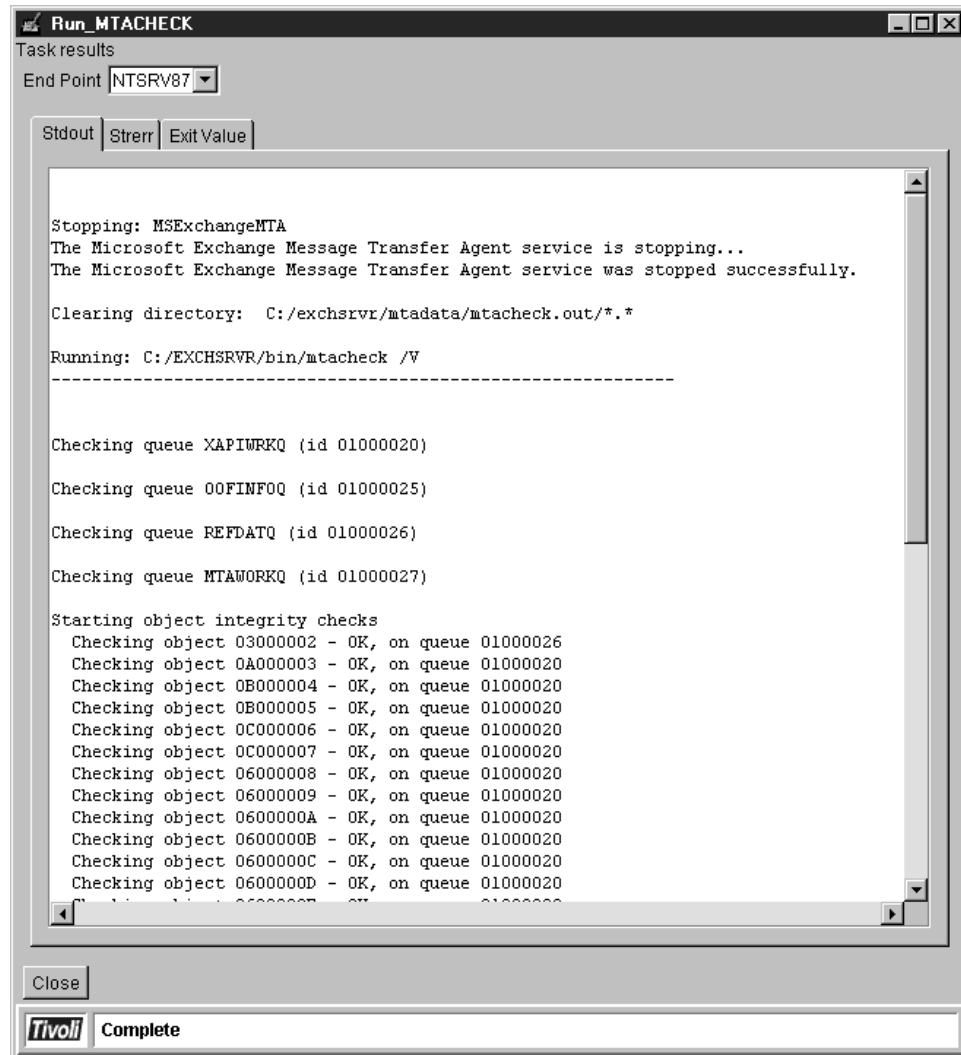 Run_MTACHECK
Task results
End Point NTSRV87
Stdout Strerr Exit Value
Stopping: MSExchangeMTA
The Microsoft Exchange Message Transfer Agent service is stopping...
The Microsoft Exchange Message Transfer Agent service was stopped successfully.
Clearing directory:  C:/exchsrvr/mtadata/mtacheck.out/*.*
Running: C:/EXCHSRVR/bin/mtacheck /V
------------------------------------------------------------
Checking queue XAPIWRKQ (id 01000020)
Checking queue OOFINFOQ (id 01000025)
Checking queue REFDATQ (id 01000026)
Checking queue MTAWORKQ (id 01000027)
Starting object integrity checks
Checking object 03000002 - OK, on queue 01000026
Checking object 0A000003 - OK, on queue 01000020
Checking object 0B000004 - OK, on queue 01000020
Checking object 0B000005 - OK, on queue 01000020
Checking object 0C000006 - OK, on queue 01000020
Checking object 0C000007 - OK, on queue 01000020
Checking object 06000008 - OK, on queue 01000020
Checking object 06000009 - OK, on queue 01000020
Checking object 0600000A - OK, on queue 01000020
Checking object 0600000B - OK, on queue 01000020
Checking object 0600000C - OK, on queue 01000020
Checking object 0600000D - OK, on queue 01000020
Close
Tivoli Complete